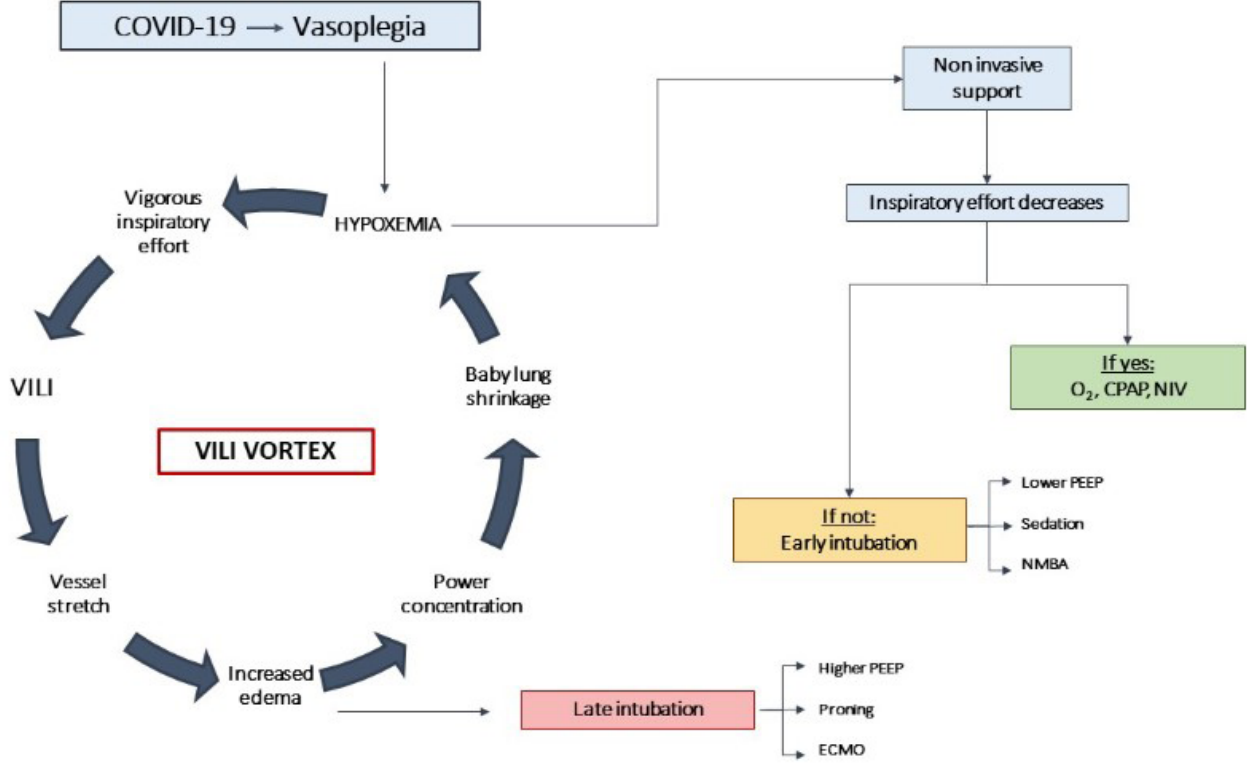 COVID-19 → Vasoplegia
Non invasive
support
Inspiratory effort decreases
Vigorous
inspiratory
effort
HYPOXEMIA
If yes:
O₂, CPAP, NIV
VILI
Baby lung
shrinkage
VILI VORTEX
If not:
Early intubation
Lower PEEP
Sedation
NMBA
Vessel
stretch
Power
concentration
Increased
edema
Late intubation
Higher PEEP
Proning
ECMO